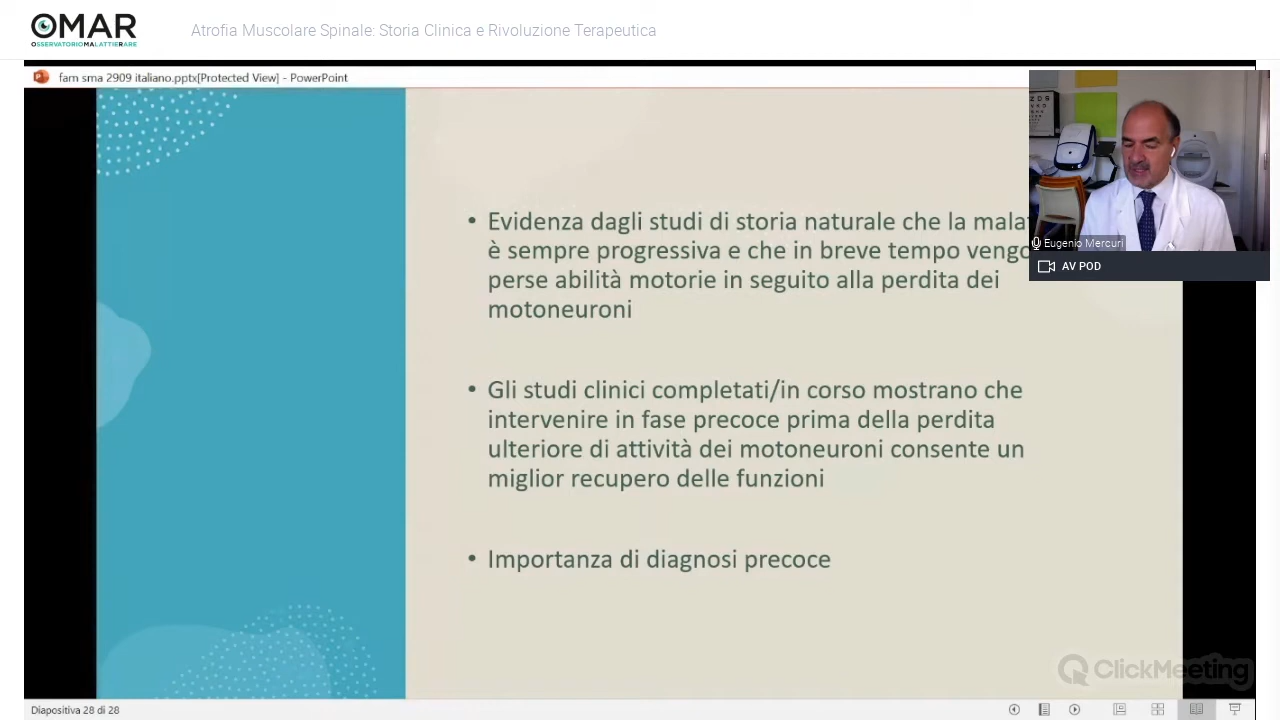 OMAR
OSSERVATORIOMALATTIERARE
Atrofia Muscolare Spinale: Storia Clinica e Rivoluzione Terapeutica
fam sma 2909 italiano.pptx[Protected View] - PowerPoint
• Evidenza dagli studi di storia naturale che la mala
è sempre progressiva e che in breve tempo vengo
perse abilità motorie in seguito alla perdita dei
motoneuroni
• Gli studi clinici completati/in corso mostrano che
intervenire in fase precoce prima della perdita
ulteriore di attività dei motoneuroni consente un
miglior recupero delle funzioni
• Importanza di diagnosi precoce
Eugenio Mercuri
AV POD
ClickMeeting
Diapositiva 28 di 28